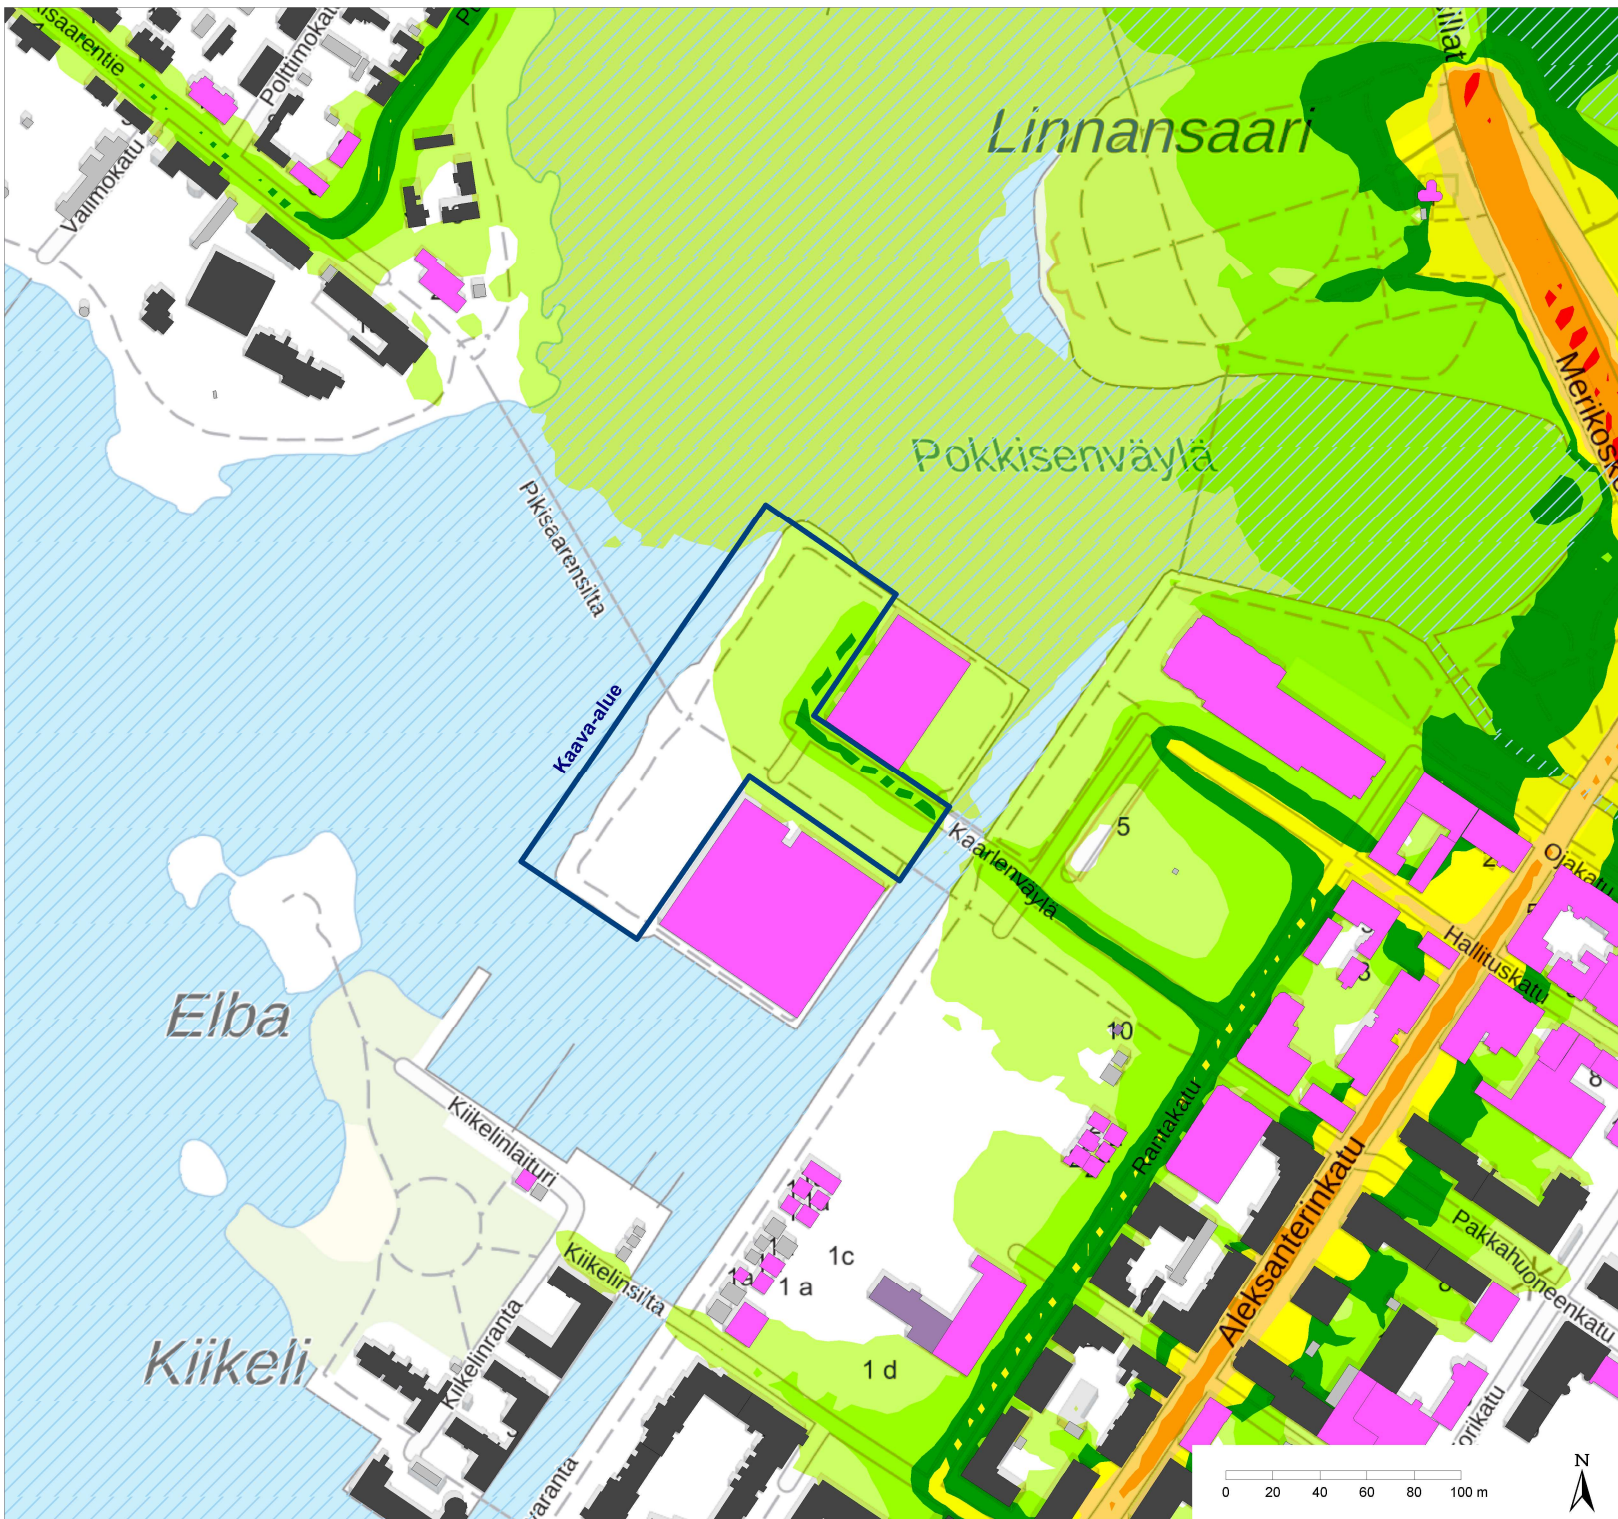 Polttimokatu
Valimokatu
Linnansaari
Pokkisenväylä
Pikisaarensilta
Kaava-alue
Kaarlenväylä
5
Ojakatu
Hallituskatu
Elba
10
8
Kiikelinlaituri
Rantakatu
Aleksanterinkatu
Pakkahuoneenkatu
Kiikelinsilta
1c
1 a
1 d
Kiikeli
Kiikelinranta
N
0 20 40 60 80 100 m